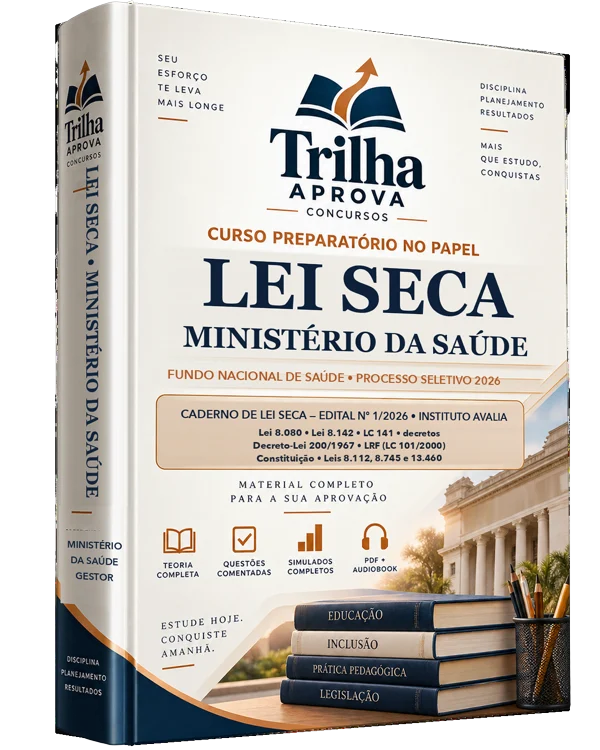 SEU
ESFORÇO
TE LEVA
MAIS LONGE
DISCIPLINA
PLANEJAMENTO
RESULTADOS
MAIS
QUE ESTUDO,
CONQUISTAS
Trilha
APROVA
CONCURSOS
CURSO PREPARATÓRIO NO PAPEL
LEI SECA
MINISTÉRIO DA SAÚDE
FUNDO NACIONAL DE SAÚDE • PROCESSO SELETIVO 2026
CADERNO DE LEI SECA – EDITAL Nº 1/2026 • INSTITUTO AVALIA
Lei 8.080 • Lei 8.142 • LC 141 • decretos
Decreto-Lei 200/1967 • LRF (LC 101/2000)
Constituição • Leis 8.112, 8.745 e 13.460
MATERIAL COMPLETO
PARA A SUA APROVAÇÃO
TEORIA
COMPLETA
QUESTÕES
COMENTADAS
SIMULADOS
COMPLETOS
PDF +
AUDIOBOOK
ESTUDE HOJE.
CONQUISTE
AMANHÃ.
EDUCAÇÃO
INCLUSÃO
PRÁTICA PEDAGÓGICA
LEGISLAÇÃO
Trilha
APROVA
CONCURSOS
LEI SECA • MINISTÉRIO DA SAÚDE
MINISTÉRIO
DA SAÚDE
GESTOR
DISCIPLINA
PLANEJAMENTO
RESULTADOS